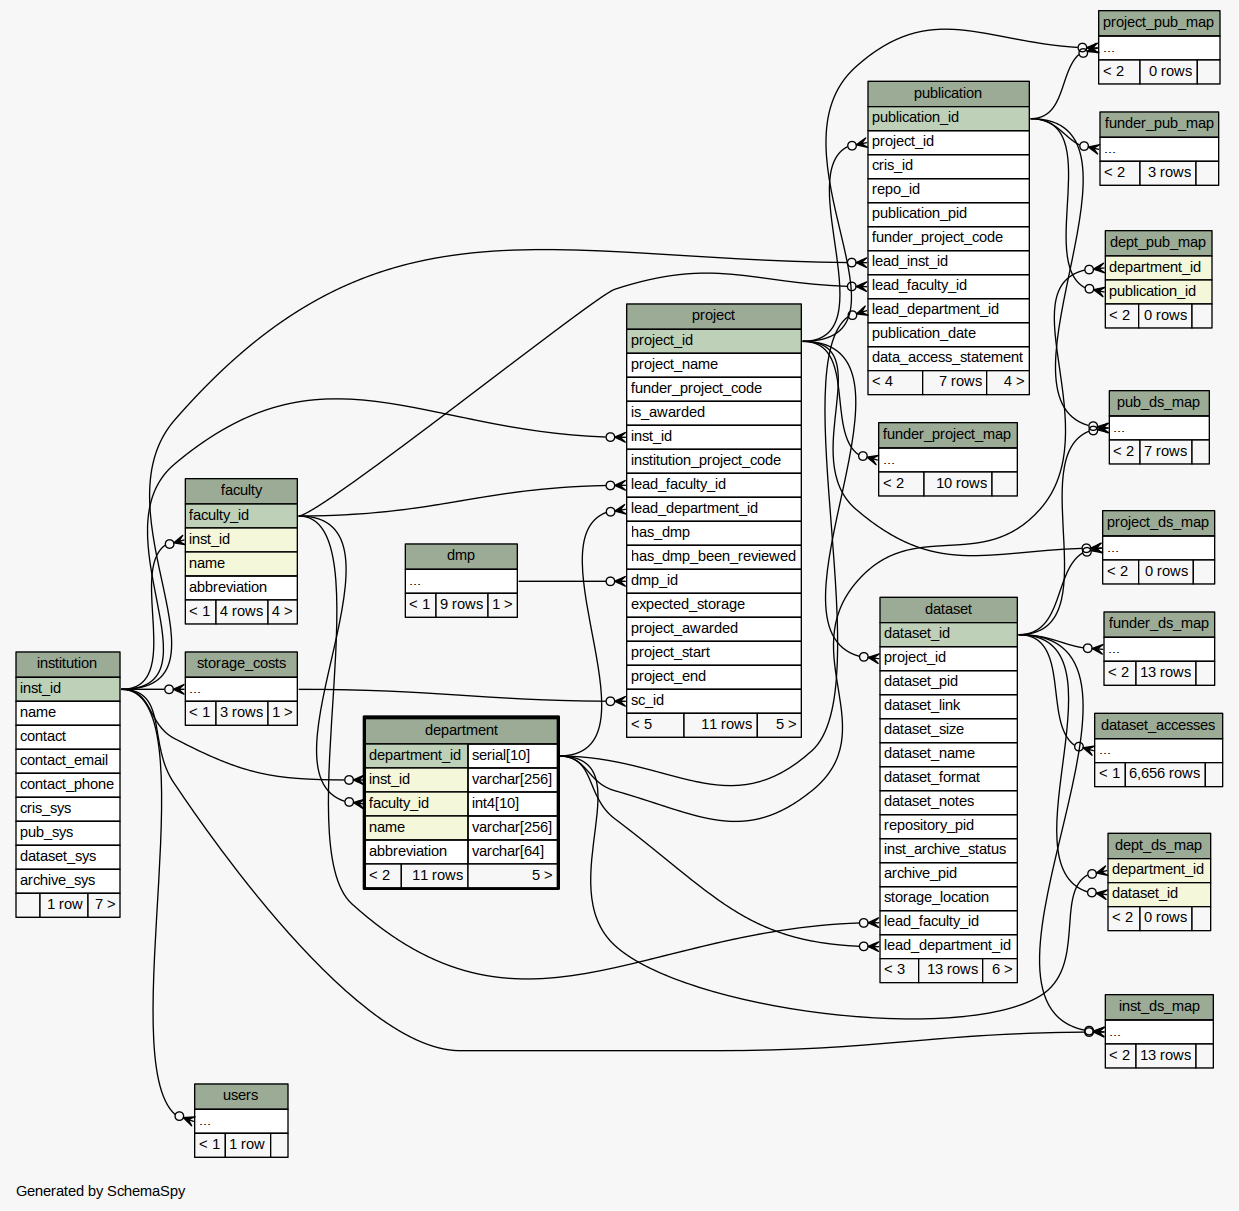 project_pub_map
...
< 2 0 rows
publication
publication_id
project_id
cris_id
repo_id
publication_pid
funder_project_code
lead_inst_id
lead_faculty_id
lead_department_id
publication_date
data_access_statement
< 4 7 rows 4 >
funder_pub_map
...
< 2 3 rows
dept_pub_map
department_id
publication_id
< 2 0 rows
project
project_id
project_name
funder_project_code
is_awarded
inst_id
institution_project_code
lead_faculty_id
lead_department_id
has_dmp
has_dmp_been_reviewed
dmp_id
expected_storage
project_awarded
project_start
project_end
sc_id
< 5 11 rows 5 >
pub_ds_map
...
< 2 7 rows
funder_project_map
...
< 2 10 rows
faculty
faculty_id
inst_id
name
abbreviation
< 1 4 rows 4 >
project_ds_map
...
< 2 0 rows
dmp
...
< 1 9 rows 1 >
dataset
dataset_id
project_id
dataset_pid
dataset_link
dataset_size
dataset_name
dataset_format
dataset_notes
repository_pid
inst_archive_status
archive_pid
storage_location
lead_faculty_id
lead_department_id
< 3 13 rows 6 >
funder_ds_map
...
< 2 13 rows
institution
inst_id
name
contact
contact_email
contact_phone
cris_sys
pub_sys
dataset_sys
archive_sys
1 row 7 >
storage_costs
...
< 1 3 rows 1 >
department
department_id serial[10]
inst_id varchar[256]
faculty_id int4[10]
name varchar[256]
abbreviation varchar[64]
< 2 11 rows 5 >
dataset_accesses
...
< 1 6,656 rows
dept_ds_map
department_id
dataset_id
< 2 0 rows
inst_ds_map
...
< 2 13 rows
users
...
< 1 1 row
Generated by SchemaSpy